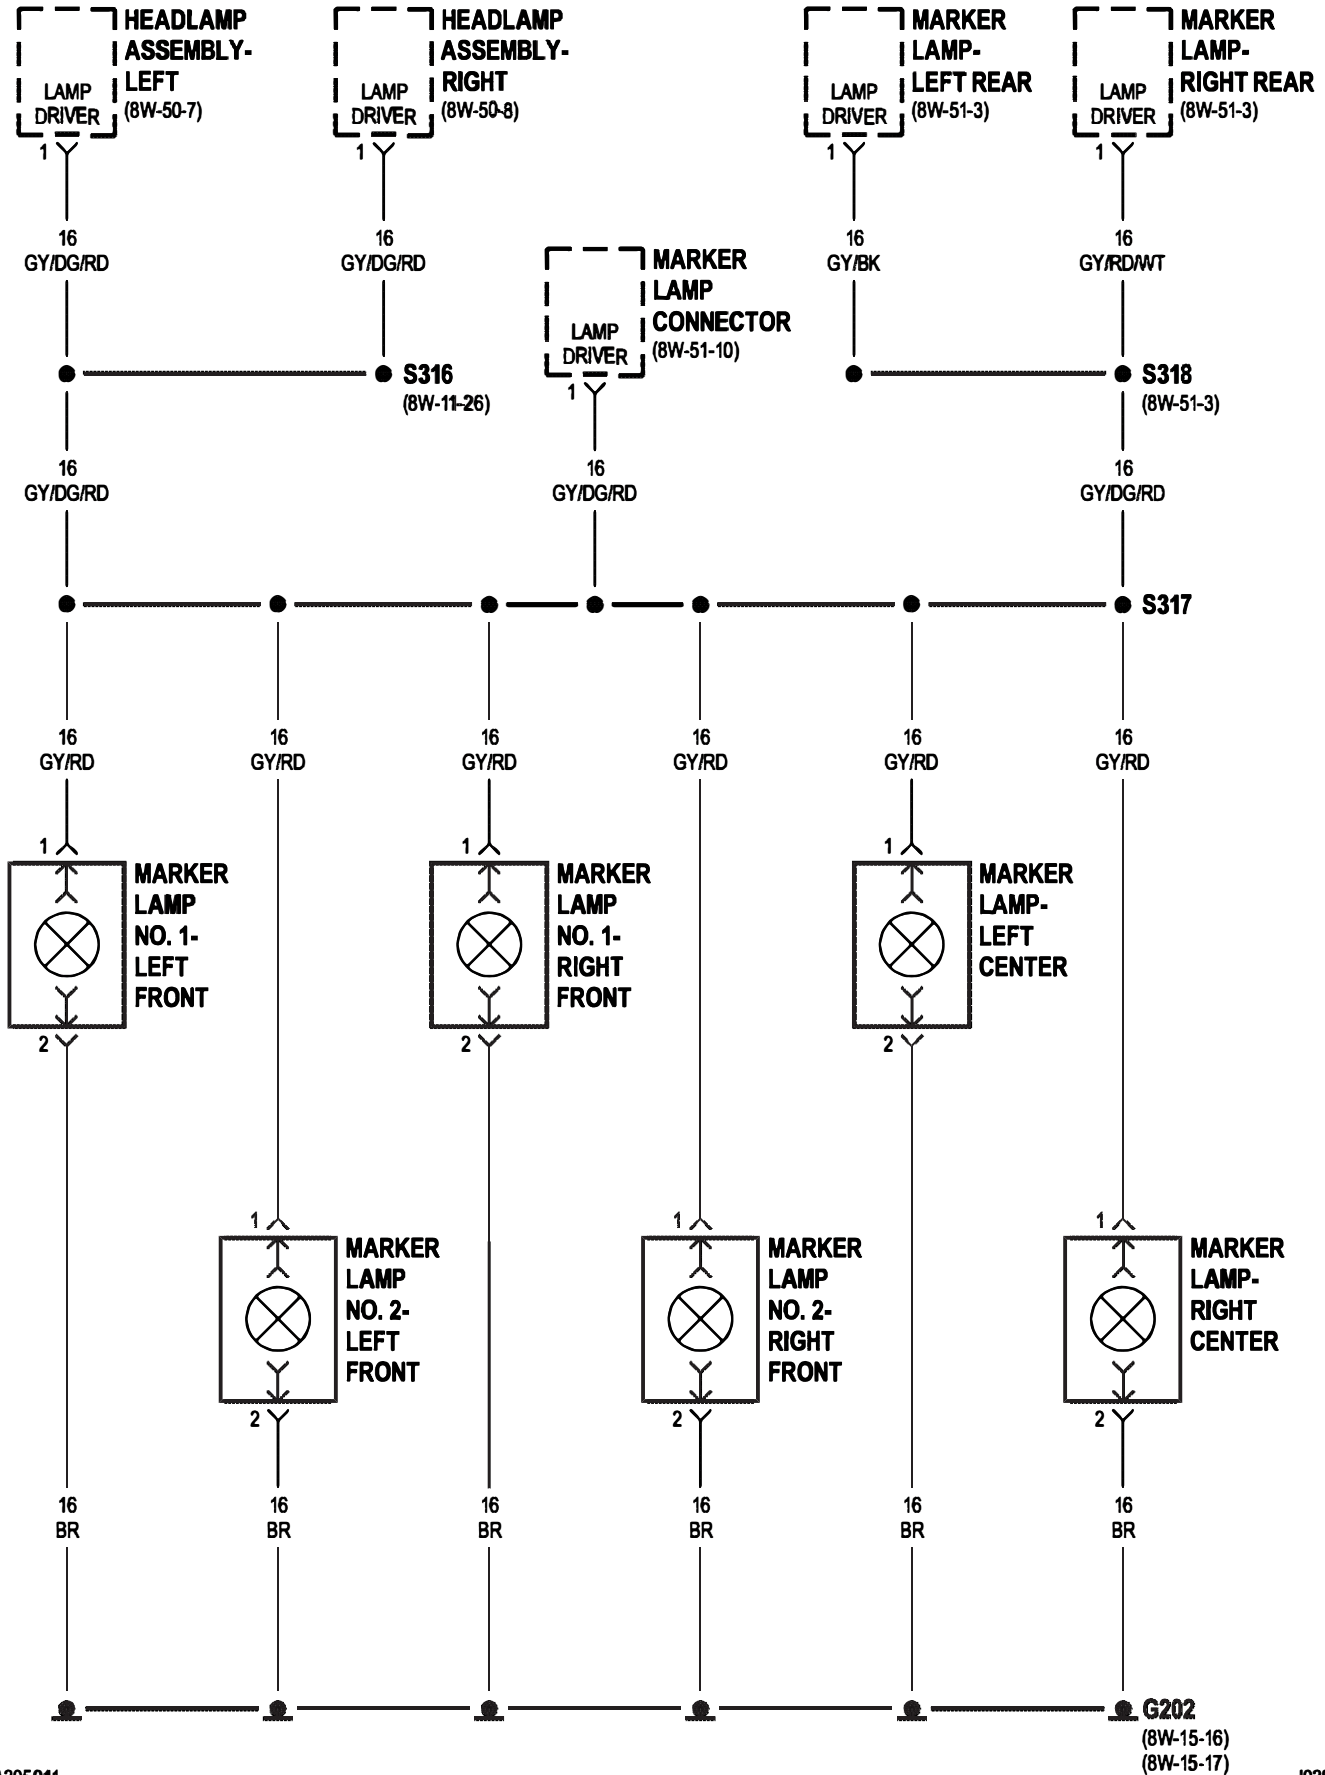 HEADLAMP
ASSEMBLY-
LEFT
(8W-50-7)
LAMP
DRIVER
1
HEADLAMP
ASSEMBLY-
RIGHT
(8W-50-8)
LAMP
DRIVER
1
MARKER
LAMP-
LEFT REAR
(8W-51-3)
LAMP
DRIVER
1
MARKER
LAMP-
RIGHT REAR
(8W-51-3)
LAMP
DRIVER
1
16
GY/DG/RD
16
GY/DG/RD
MARKER
LAMP
CONNECTOR
(8W-51-10)
LAMP
DRIVER
1
16
GY/BK
16
GY/RD/WT
S316
(8W-11-26)
S318
(8W-51-3)
16
GY/DG/RD
16
GY/DG/RD
16
GY/DG/RD
S317
16
GY/RD
16
GY/RD
16
GY/RD
16
GY/RD
16
GY/RD
16
GY/RD
1
MARKER
LAMP
NO. 1-
LEFT
FRONT
2
1
MARKER
LAMP
NO. 1-
RIGHT
FRONT
2
1
MARKER
LAMP-
LEFT
CENTER
2
1
MARKER
LAMP
NO. 2-
LEFT
FRONT
2
1
MARKER
LAMP
NO. 2-
RIGHT
FRONT
2
1
MARKER
LAMP-
RIGHT
CENTER
2
16
BR
16
BR
16
BR
16
BR
16
BR
16
BR
G202
(8W-15-16)
(8W-15-17)